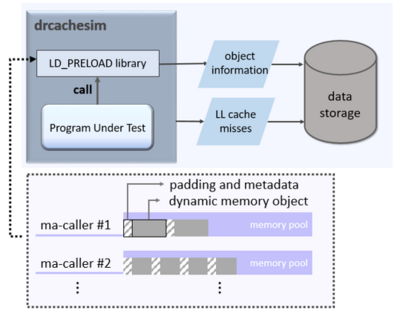 drcachesim
LD_PRELOAD library
call
Program Under Test
object
information
LL cache
misses
data
storage
padding and metadata
dynamic memory object
ma-caller #1
memory pool
ma-caller #2
memory pool